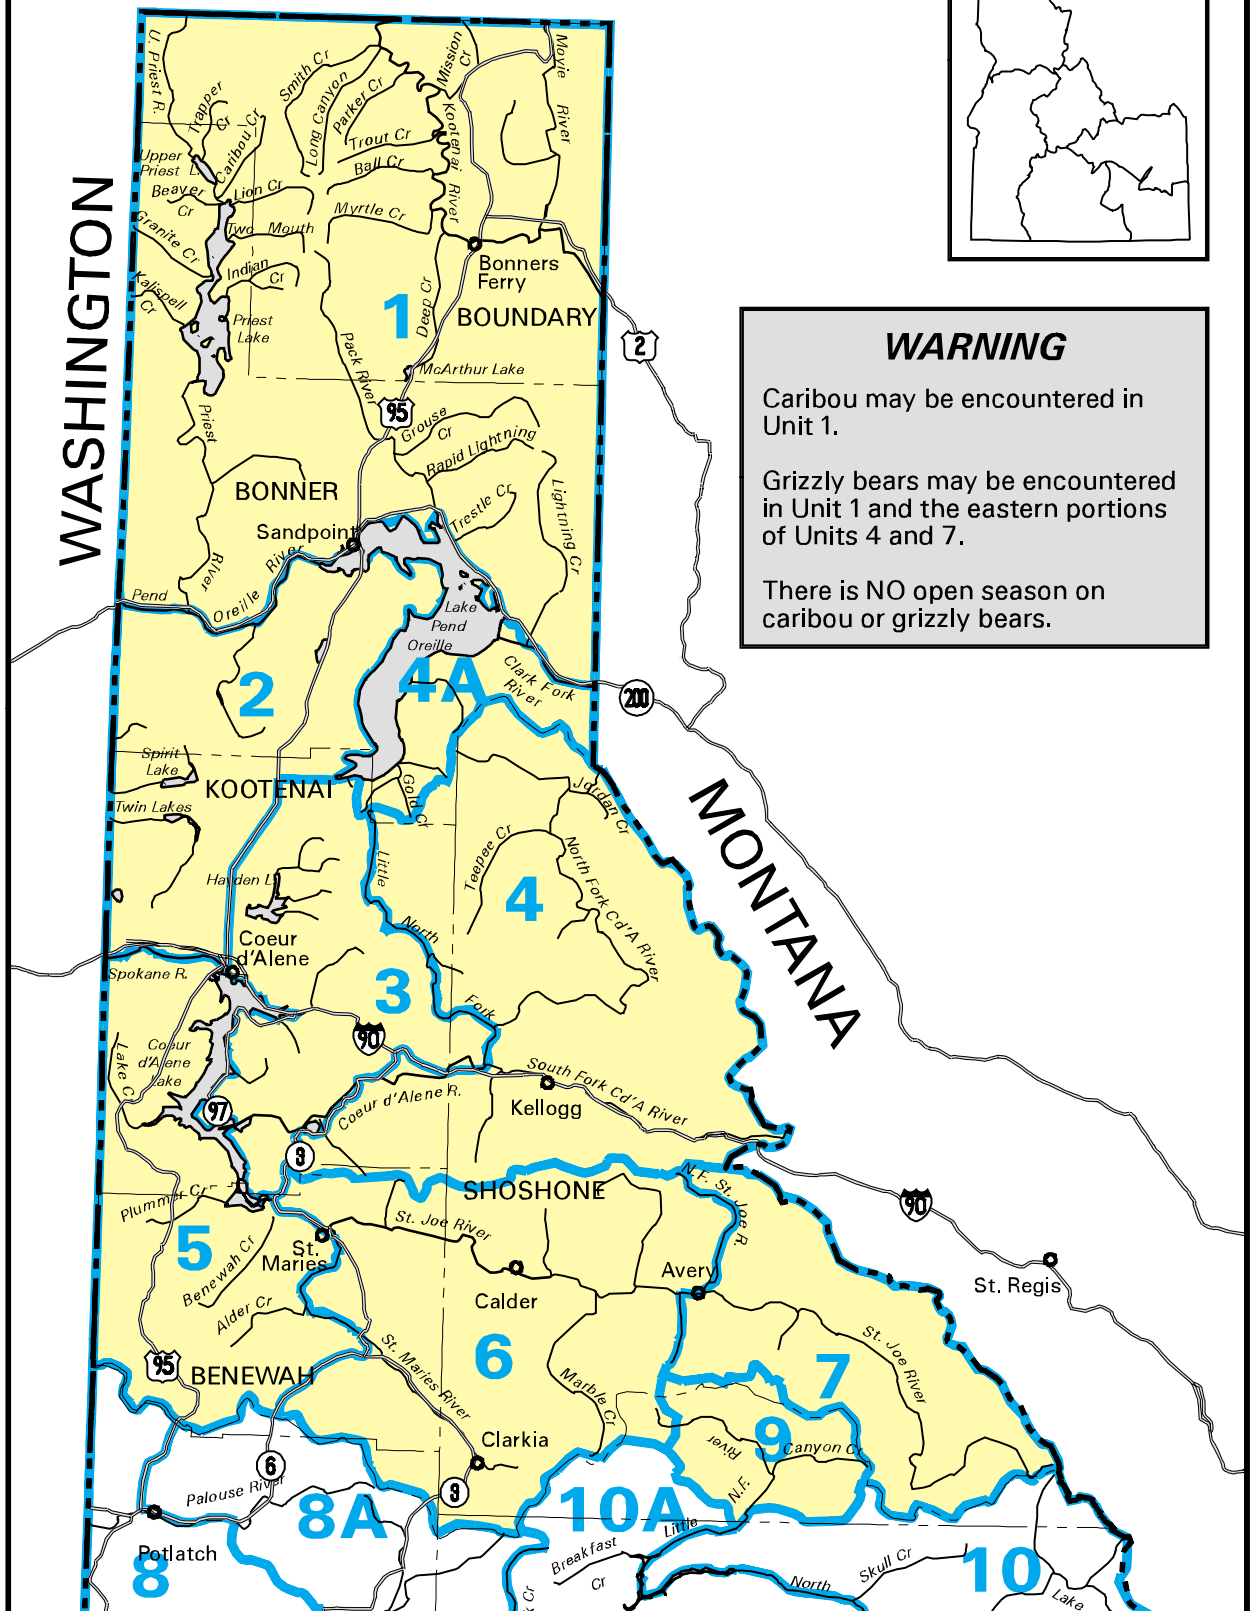 U. Priest R.
Trapper
Cr
Caribou Cr
Smith Cr
Long Canyon
Parker Cr
Mission
Cr
Moyie
River
Kootenai
River
Trout Cr
Ball Cr
Myrtle Cr
Upper
Priest L.
Beaver
Cr
Lion Cr
Granite Cr
Two Mouth
Indian
Cr
Kalispell
Cr
Priest
Lake
Bonners
Ferry
1
Deep Cr
BOUNDARY
WASHINGTON
2
Pack River
McArthur Lake
95
Priest
River
Grouse
Cr
Rapid Lightning
BONNER
Sandpoint
Trestle Cr
Lightning Cr
Pend
Oreille
River
Lake
Pend
Oreille
2
4A
Clark Fork
River
200
Spirit
Lake
KOOTENAI
Twin Lakes
Gold Cr
Jordan Cr
MONTANA
Little
North
Fork
Teepee Cr
North Fork Cd'A River
Hayden L.
4
Coeur
d'Alene
Spokane R.
3
90
Lake C
Coeur
d'Alene
Lake
97
Coeur d'Alene R.
South Fork Cd'A River
Kellogg
3
SHOSHONE
N.F. St. Joe R.
Plummer Cr
90
5
Benewah Cr
St.
Maries
St. Joe River
Calder
Avery
St. Regis
Alder Cr
95
BENEWAH
St. Maries River
6
Marble Cr
7
St. Joe River
9
Canyon Cr
River
N.F.
Clarkia
6
3
Palouse River
8A
10A
Potlatch
8
Little
Breakfast
Cr
k Cr
North
Skull Cr
10
Lake
WARNING
Caribou may be encountered in
Unit 1.
Grizzly bears may be encountered
in Unit 1 and the eastern portions
of Units 4 and 7.
There is NO open season on
caribou or grizzly bears.